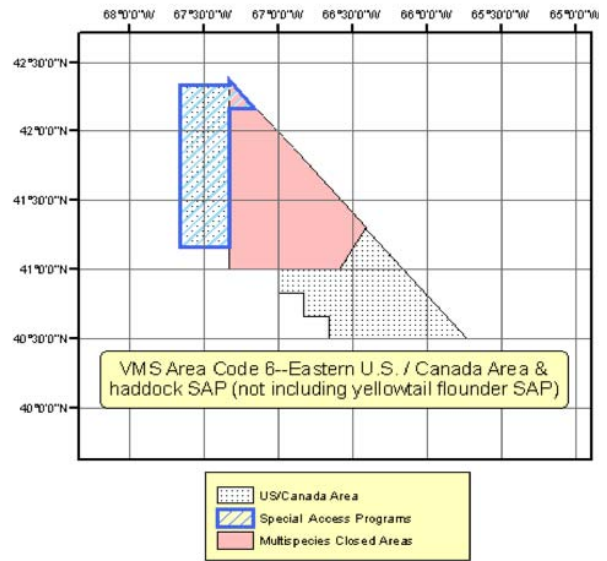 68°0'0"W 67°30'0"W 67°0'0"W 66°30'0"W 66°0'0"W 65°30'0"W 65°0'0"W
42°30'0"N
42°0'0"N
41°30'0"N
41°0'0"N
40°30'0"N
40°0'0"N
VMS Area Code 6--Eastern U.S. / Canada Area &
haddock SAP (not including yellowtail flounder SAP)
US/Canada Area
Special Access Programs
Multispecies Closed Areas